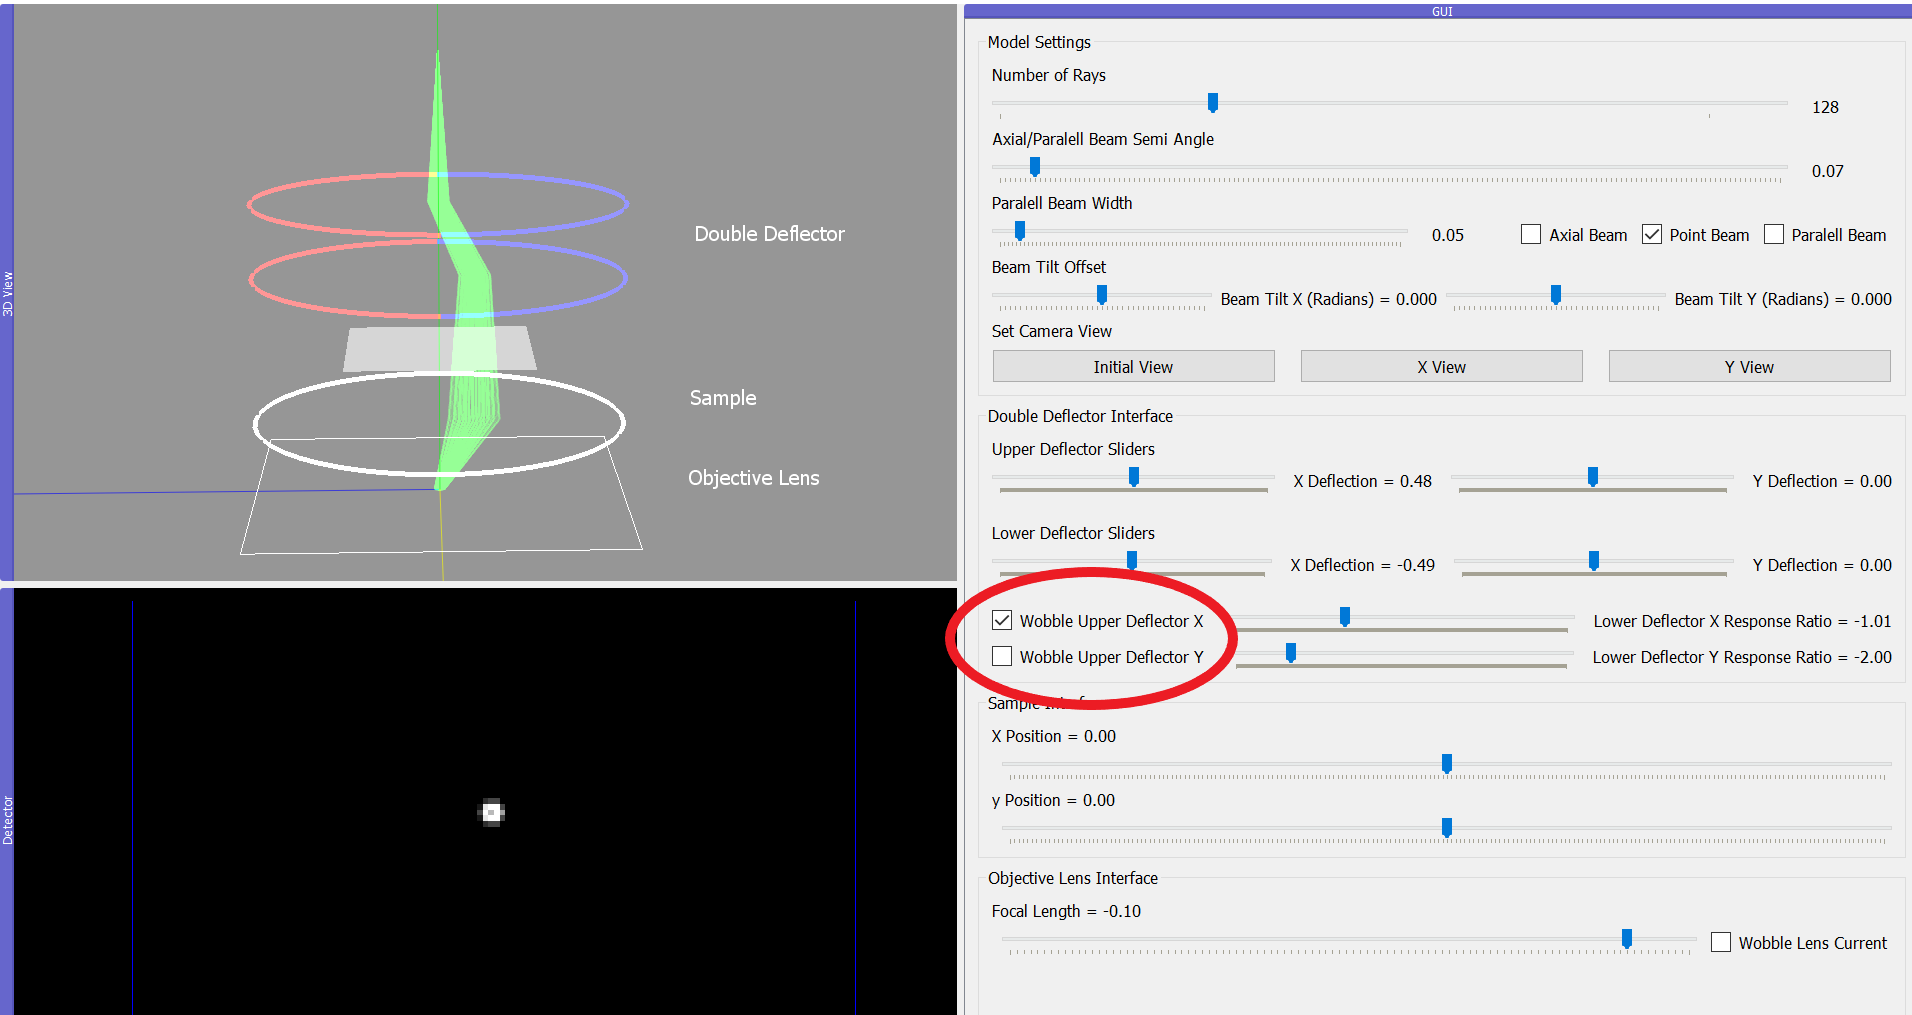 3D View
Double Deflector
Sample
Objective Lens
Detector
GUI
Model Settings
Number of Rays
128
Axial/Paralell Beam Semi Angle
0.07
Paralell Beam Width
0.05
Axial Beam
Point Beam
Paralell Beam
Beam Tilt Offset
Beam Tilt X (Radians) = 0.000
Beam Tilt Y (Radians) = 0.000
Set Camera View
Initial View
X View
Y View
Double Deflector Interface
Upper Deflector Sliders
X Deflection = 0.48
Y Deflection = 0.00
Lower Deflector Sliders
X Deflection = -0.49
Y Deflection = 0.00
Wobble Upper Deflector X
Lower Deflector X Response Ratio = -1.01
Wobble Upper Deflector Y
Lower Deflector Y Response Ratio = -2.00
Sample Interface
X Position = 0.00
y Position = 0.00
Objective Lens Interface
Focal Length = -0.10
Wobble Lens Current